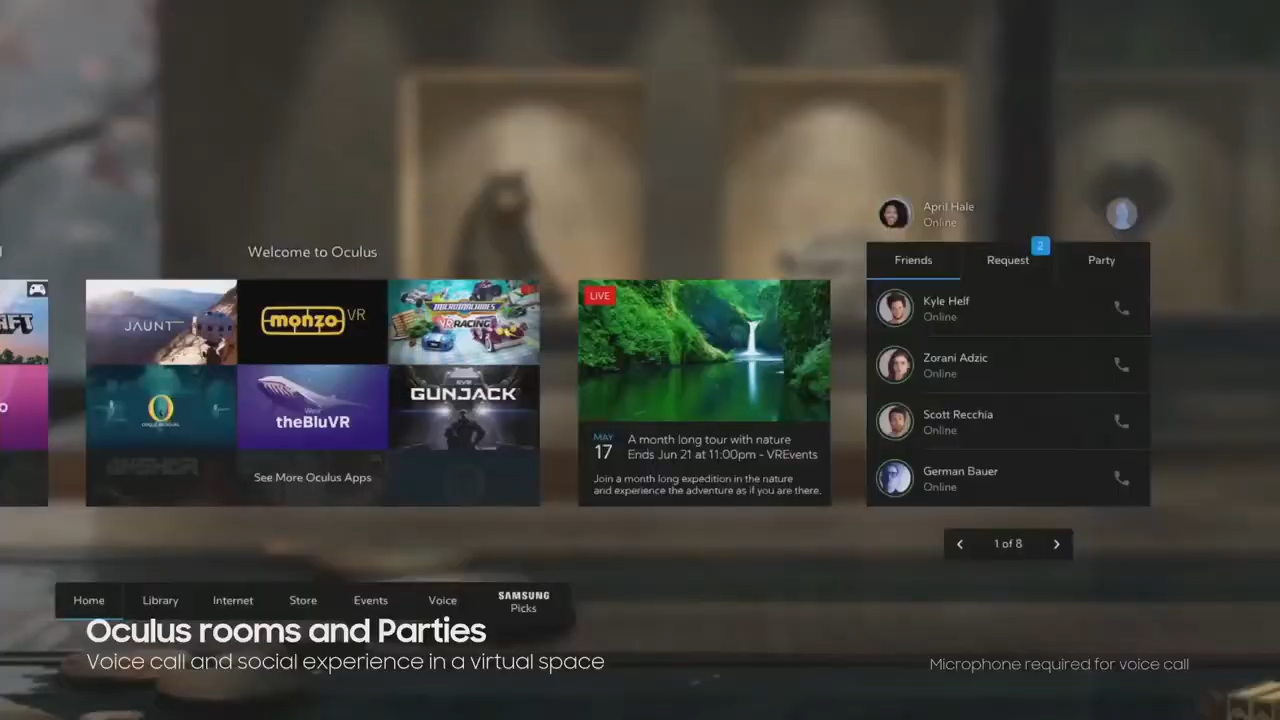 April Hale
Online
Welcome to Oculus
2
Friends
Request
Party
JAUNT
monzo VR
MICROMACHINES
VR RACING
LIVE
Kyle Helf
Online
Zorani Adzic
Online
Scott Recchia
Online
German Bauer
Online
O
Wevr
theBluVR
EVE
GUNJACK
See More Oculus Apps
MAY
17
A month long tour with nature
Ends Jun 21 at 11:00pm - VREvents
Join a month long expedition in the nature
and experience the adventure as if you are there.
1 of 8
Home
Library
Internet
Store
Events
Voice
SAMSUNG
Picks
Oculus rooms and Parties
Voice call and social experience in a virtual space
Microphone required for voice call